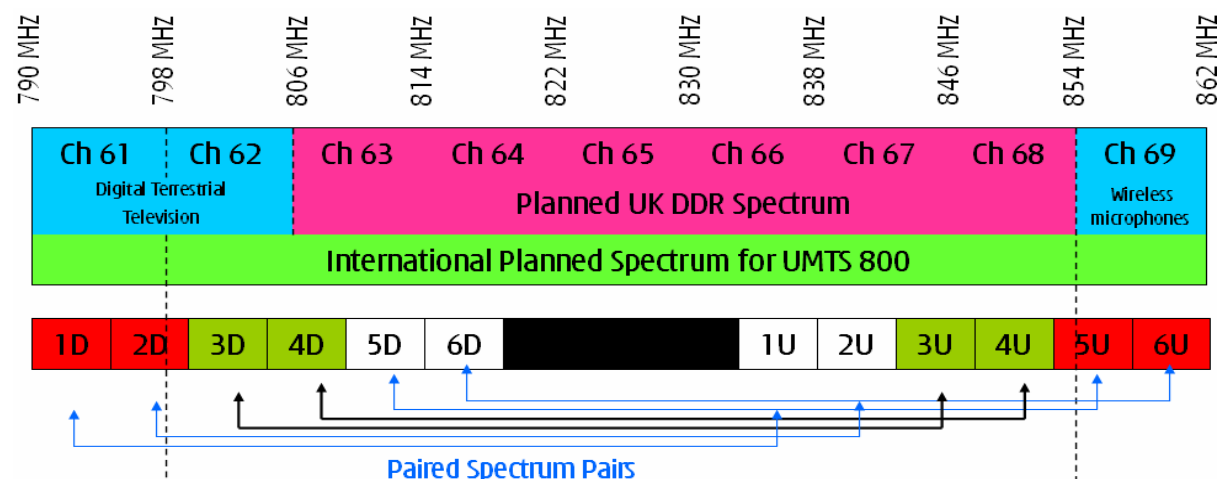 790 MHZ
798 MHZ
806 MHZ
814 MHZ
822 MHZ
830 MHZ
838 MHZ
846 MHZ
854 MHZ
862 MHZ
Ch 61 Ch 62 Ch 63 Ch 64 Ch 65 Ch 66 Ch 67 Ch 68 Ch 69
Digital Terrestrial
Television
Planned UK DDR Spectrum
Wireless
microphones
International Planned Spectrum for UMTS 800
1D 2D 3D 4D 5D 6D 1U 2U 3U 4U 5U 6U
Paired Spectrum Pairs